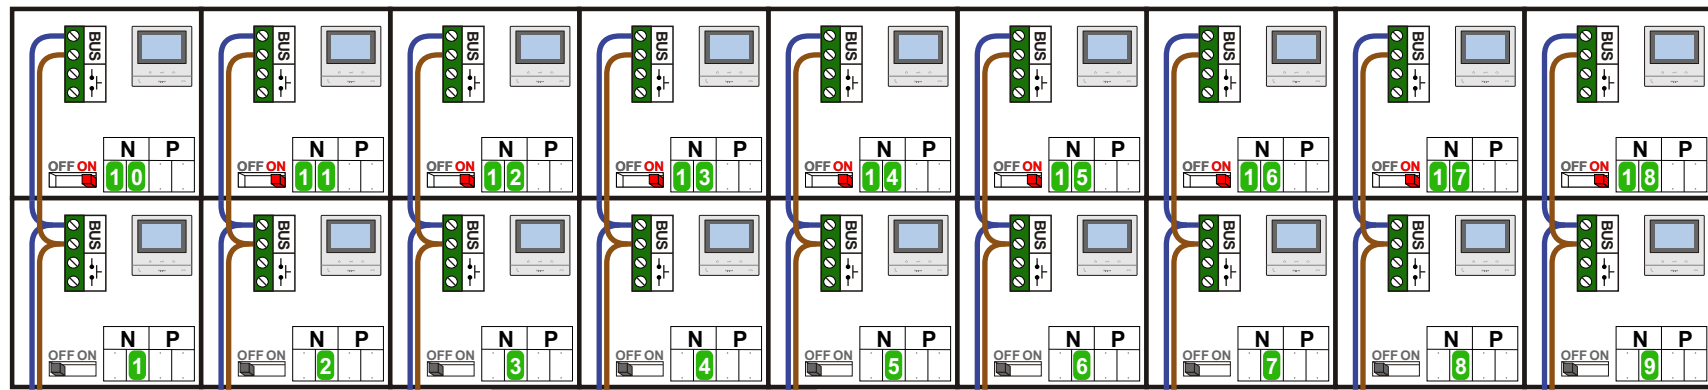 BUS BUS BUS BUS BUS BUS BUS BUS BUS
N P N P N P N P N P N P N P N P N P
OFF ON 10 OFF ON 11 OFF ON 12 OFF ON 13 OFF ON 14 OFF ON 15 OFF ON 16 OFF ON 17 OFF ON 18
BUS BUS BUS BUS BUS BUS BUS BUS BUS
N P N P N P N P N P N P N P N P N P
OFF ON 1 OFF ON 2 OFF ON 3 OFF ON 4 OFF ON 5 OFF ON 6 OFF ON 7 OFF ON 8 OFF ON 9